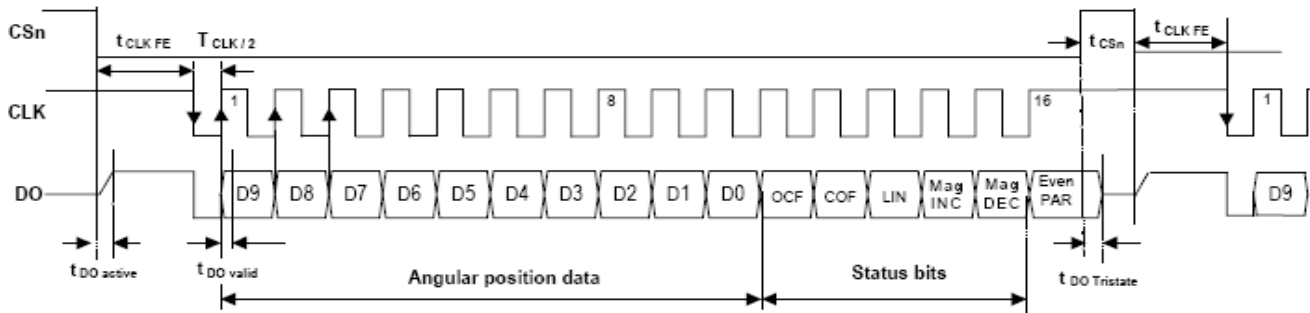 CSn
t CLK FE
T CLK / 2
t CSn
t CLK FE
CLK
1
8
16
1
DO
D9
D8
D7
D6
D5
D4
D3
D2
D1
D0
OCF
COF
LIN
Mag INC
Mag DEC
Even PAR
D9
t DO active
t DO valid
Angular position data
Status bits
t DO Tristate